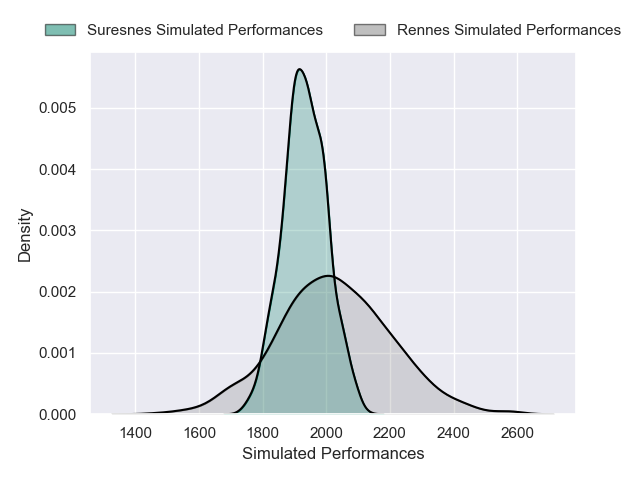 Suresnes Simulated Performances
Rennes Simulated Performances
Density
0.005
0.004
0.003
0.002
0.001
0.000
1400 1600 1800 2000 2200 2400 2600
Simulated Performances